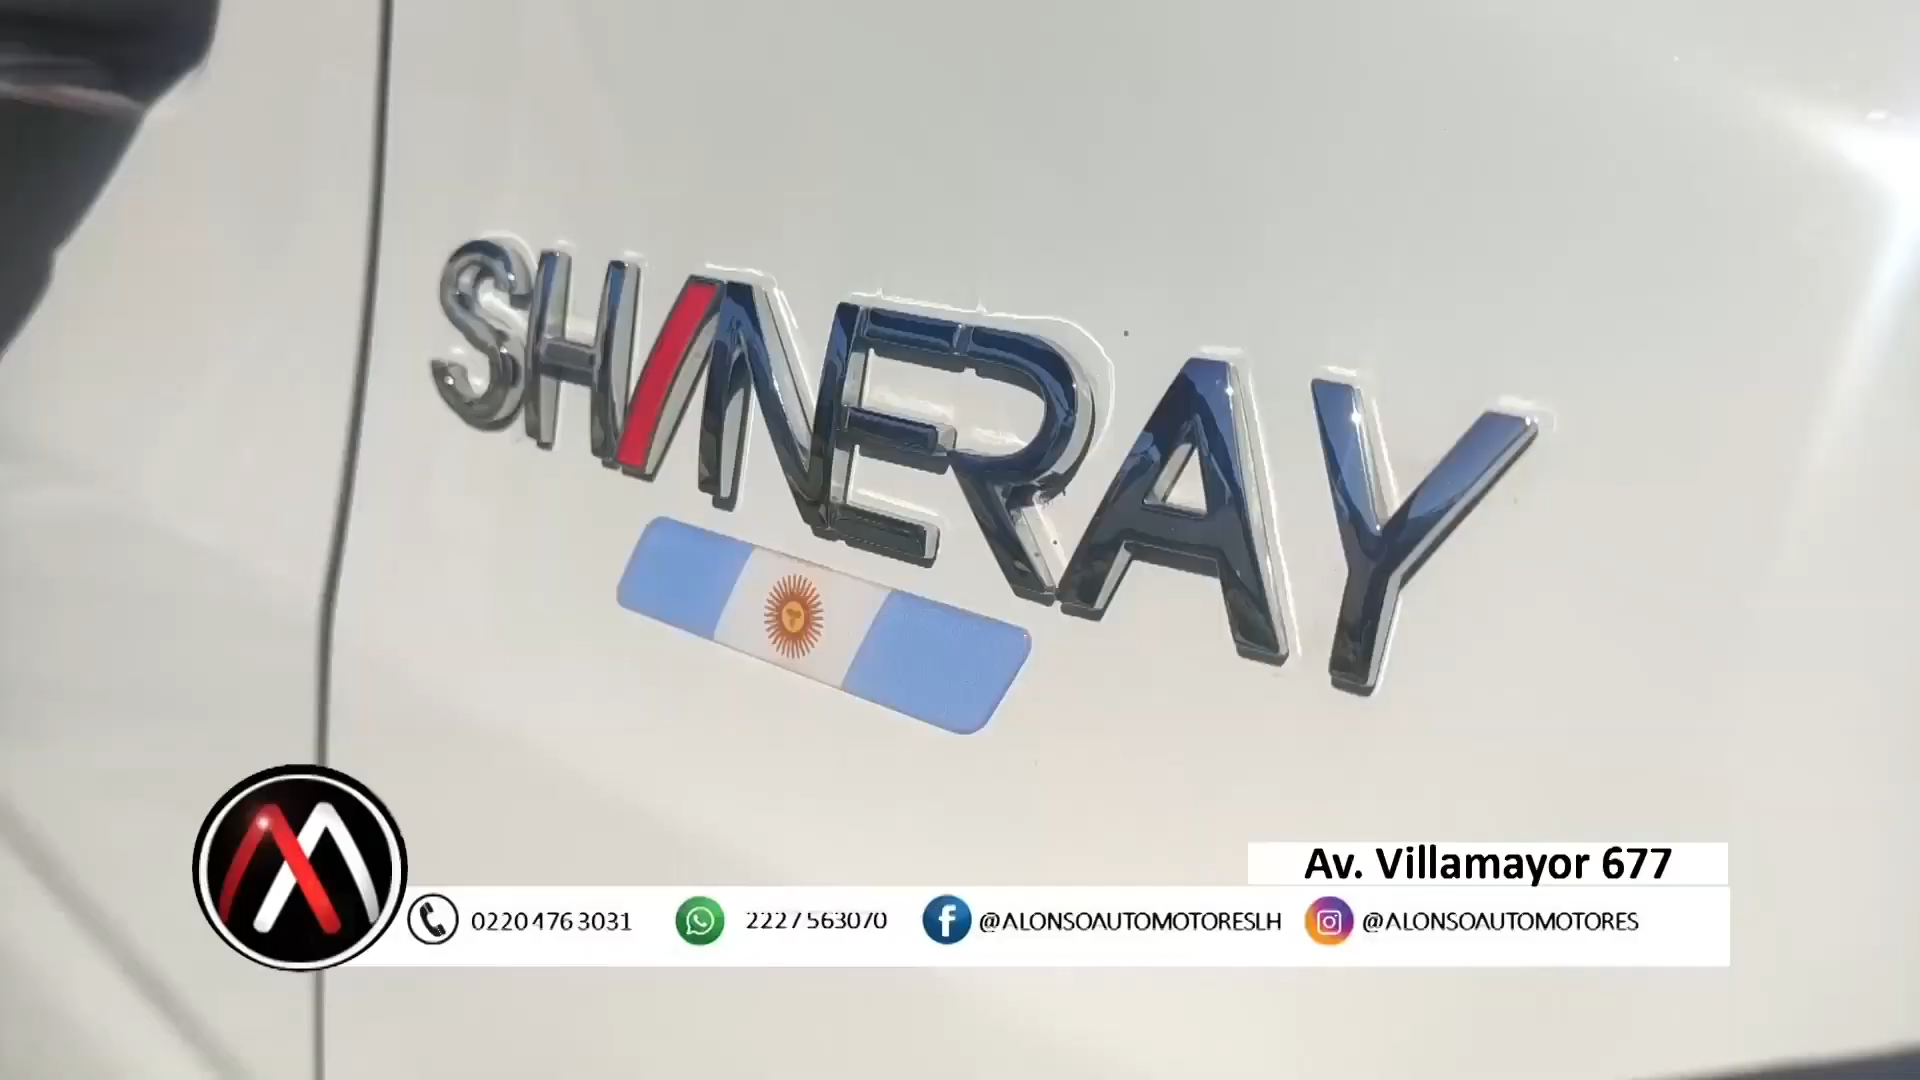 SHINERAY
Av. Villamayor 677
0220 476 3031 2227 563070 @ALONSOAUTOMOTORESLH @ALONSOAUTOMOTORES